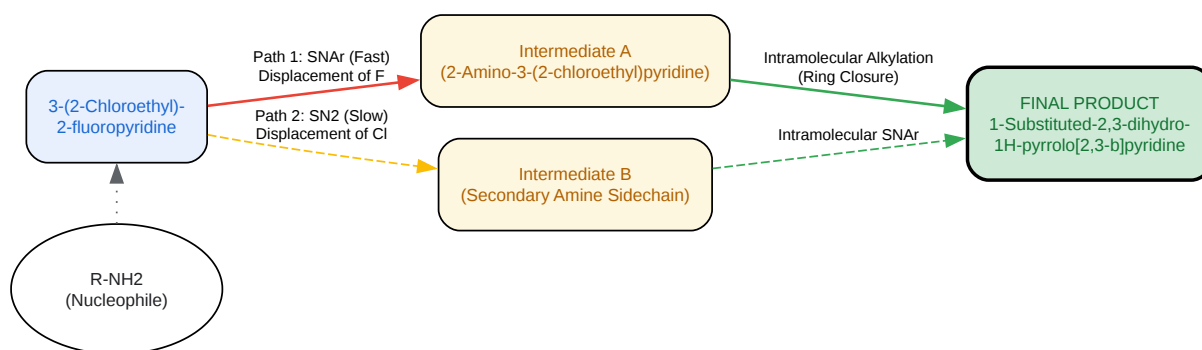 3-(2-Chloroethyl)-
2-fluoropyridine
R-NH2
(Nucleophile)
Path 1: SNAr (Fast)
Displacement of F
Path 2: SN2 (Slow)
Displacement of Cl
Intermediate A
(2-Amino-3-(2-chloroethyl)pyridine)
Intermediate B
(Secondary Amine Sidechain)
Intramolecular Alkylation
(Ring Closure)
Intramolecular SNAr
FINAL PRODUCT
1-Substituted-2,3-dihydro-
1H-pyrrolo[2,3-b]pyridine